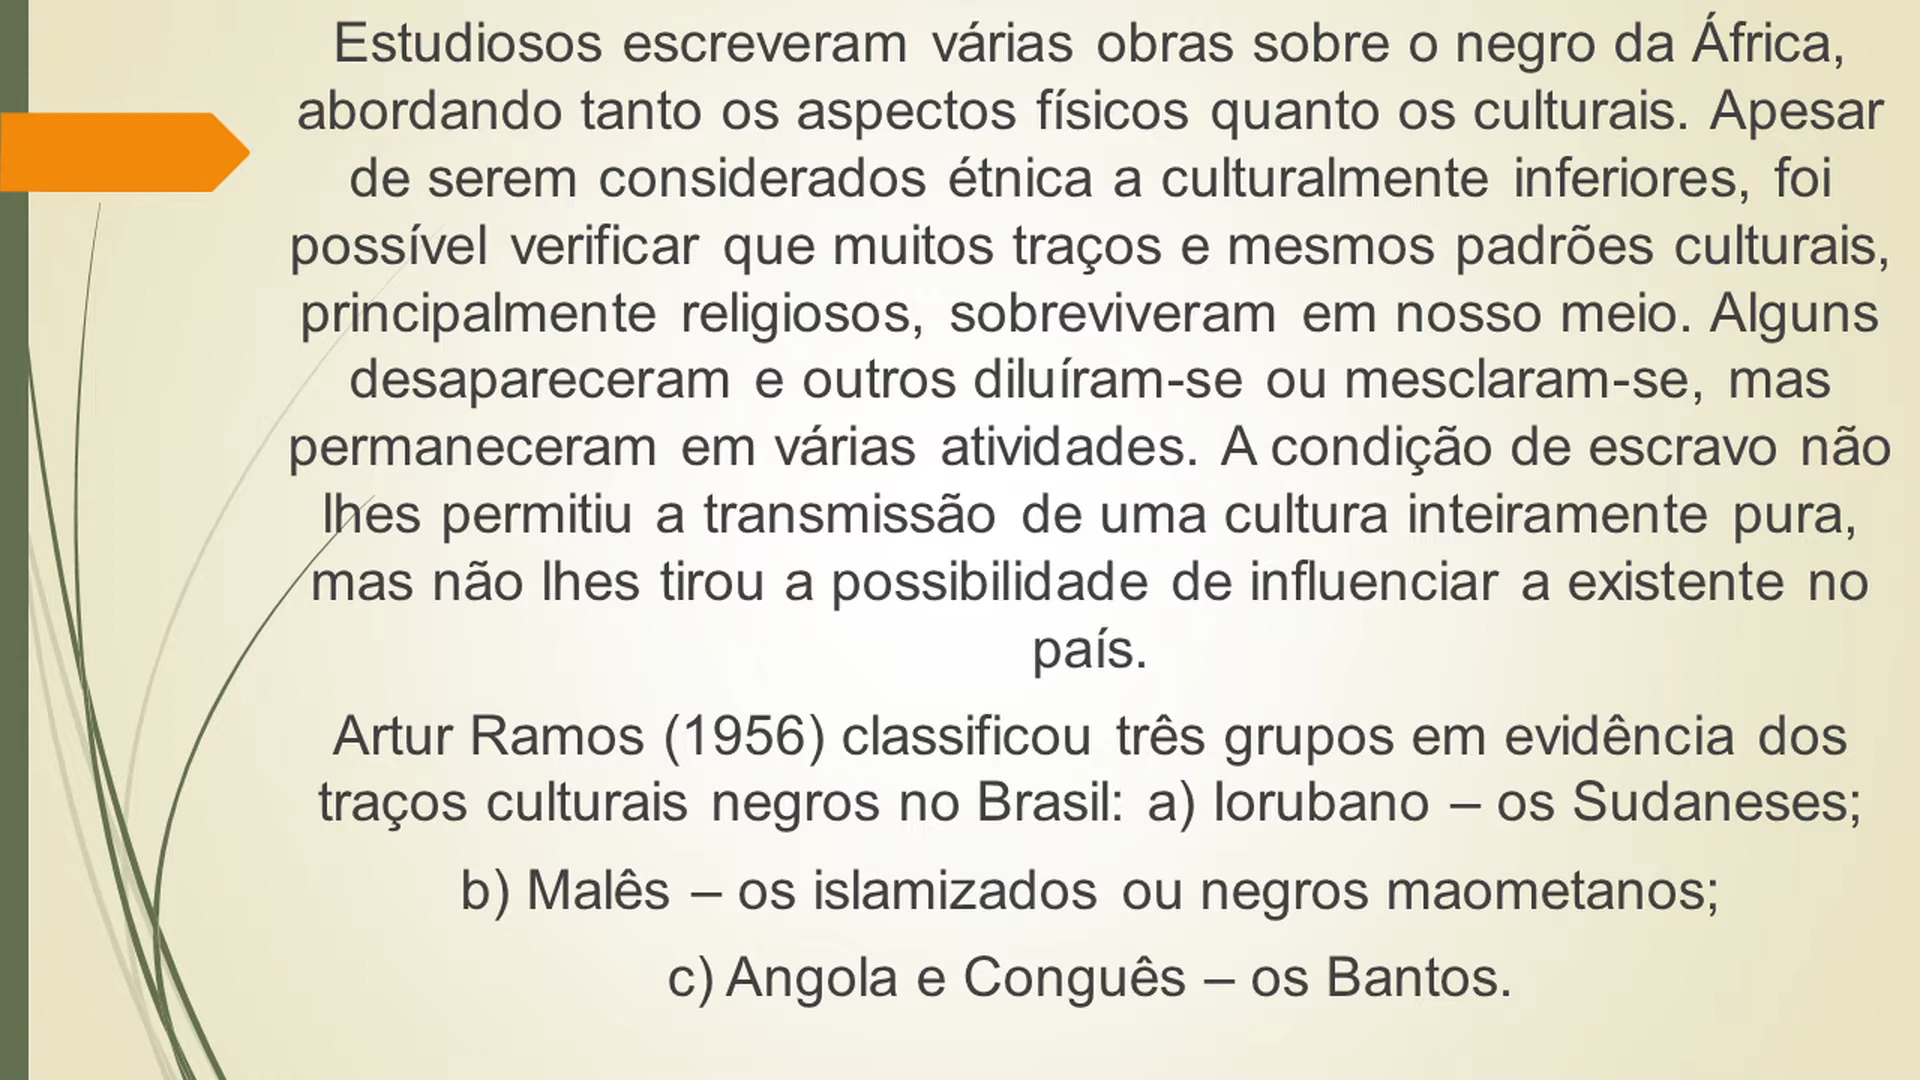 Estudiosos escreveram várias obras sobre o negro da África,
abordando tanto os aspectos físicos quanto os culturais. Apesar
de serem considerados étnica a culturalmente inferiores, foi
possível verificar que muitos traços e mesmos padrões culturais,
principalmente religiosos, sobreviveram em nosso meio. Alguns
desapareceram e outros diluíram-se ou mesclaram-se, mas
permaneceram em várias atividades. A condição de escravo não
lhes permitiu a transmissão de uma cultura inteiramente pura,
mas não lhes tirou a possibilidade de influenciar a existente no
país.
Artur Ramos (1956) classificou três grupos em evidência dos
traços culturais negros no Brasil: a) Iorubano – os Sudaneses;
b) Malês – os islamizados ou negros maometanos;
c) Angola e Conguês – os Bantos.